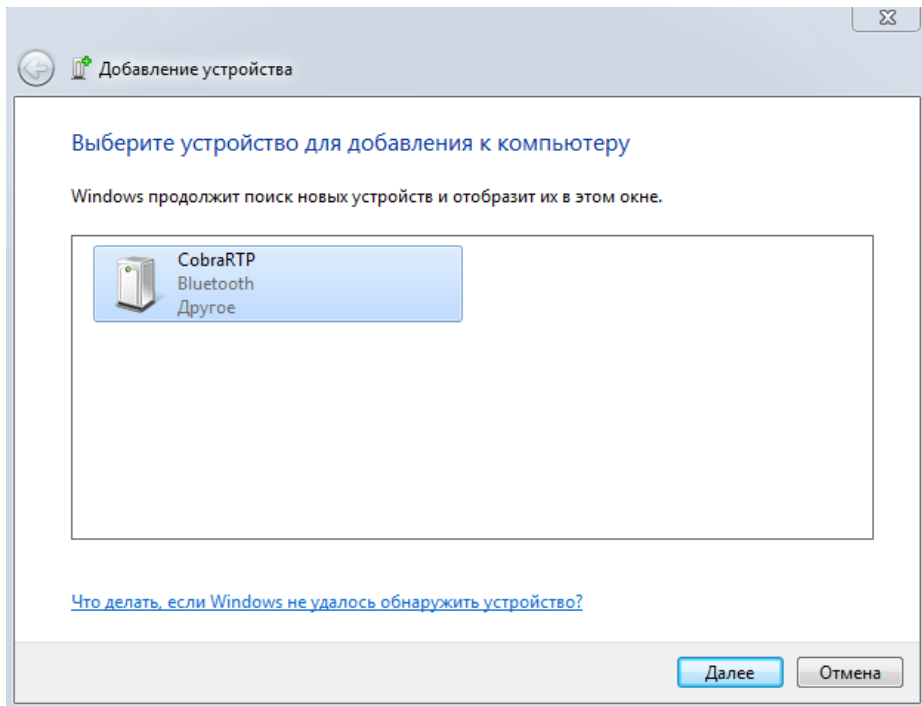 Добавление устройства
Выберите устройство для добавления к компьютеру
Windows продолжит поиск новых устройств и отобразит их в этом окне.
CobraRTP
Bluetooth
Другое
Что делать, если Windows не удалось обнаружить устройство?
Далее
Отмена